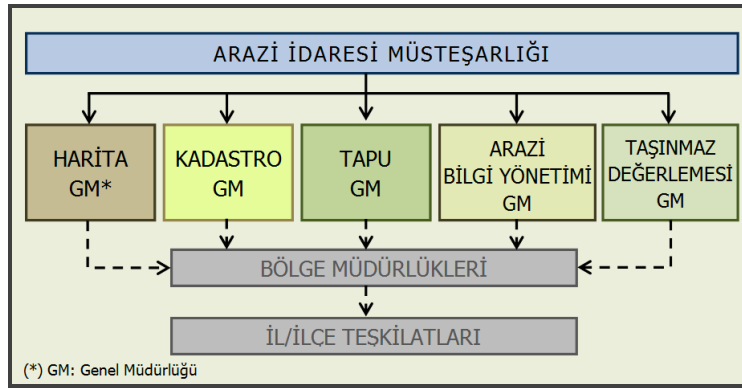 ARAZİ İDARESİ MÜSTEŞARLIĞI
HARİTA
GM*
KADASTRO
GM
TAPU
GM
ARAZİ
BİLGİ YÖNETİMİ
GM
TAŞINMAZ
DEĞERLEMESİ
GM
BÖLGE MÜDÜRLÜKLERİ
İL/İLÇE TEŞKİLATLARI
(*) GM: Genel Müdürlüğü